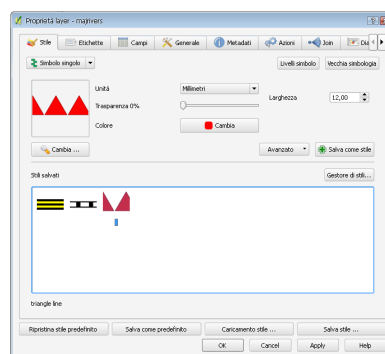 Proprietà layer - majrivers
Stile Etichette Campi Generale Metadati Azioni Join Dia
Simbolo singolo Livelli simbolo Vecchia simbologia
Unità Millimetri
Larghezza 12,00
Trasparenza 0%
Colore Cambia
Cambia ... Avanzato Salva come stile
Stili salvati Gestore di stili...
triangle line
Ripristina stile predefinito Salva come predefinito Caricamento stile ... Salva stile ...
OK Cancel Apply Help